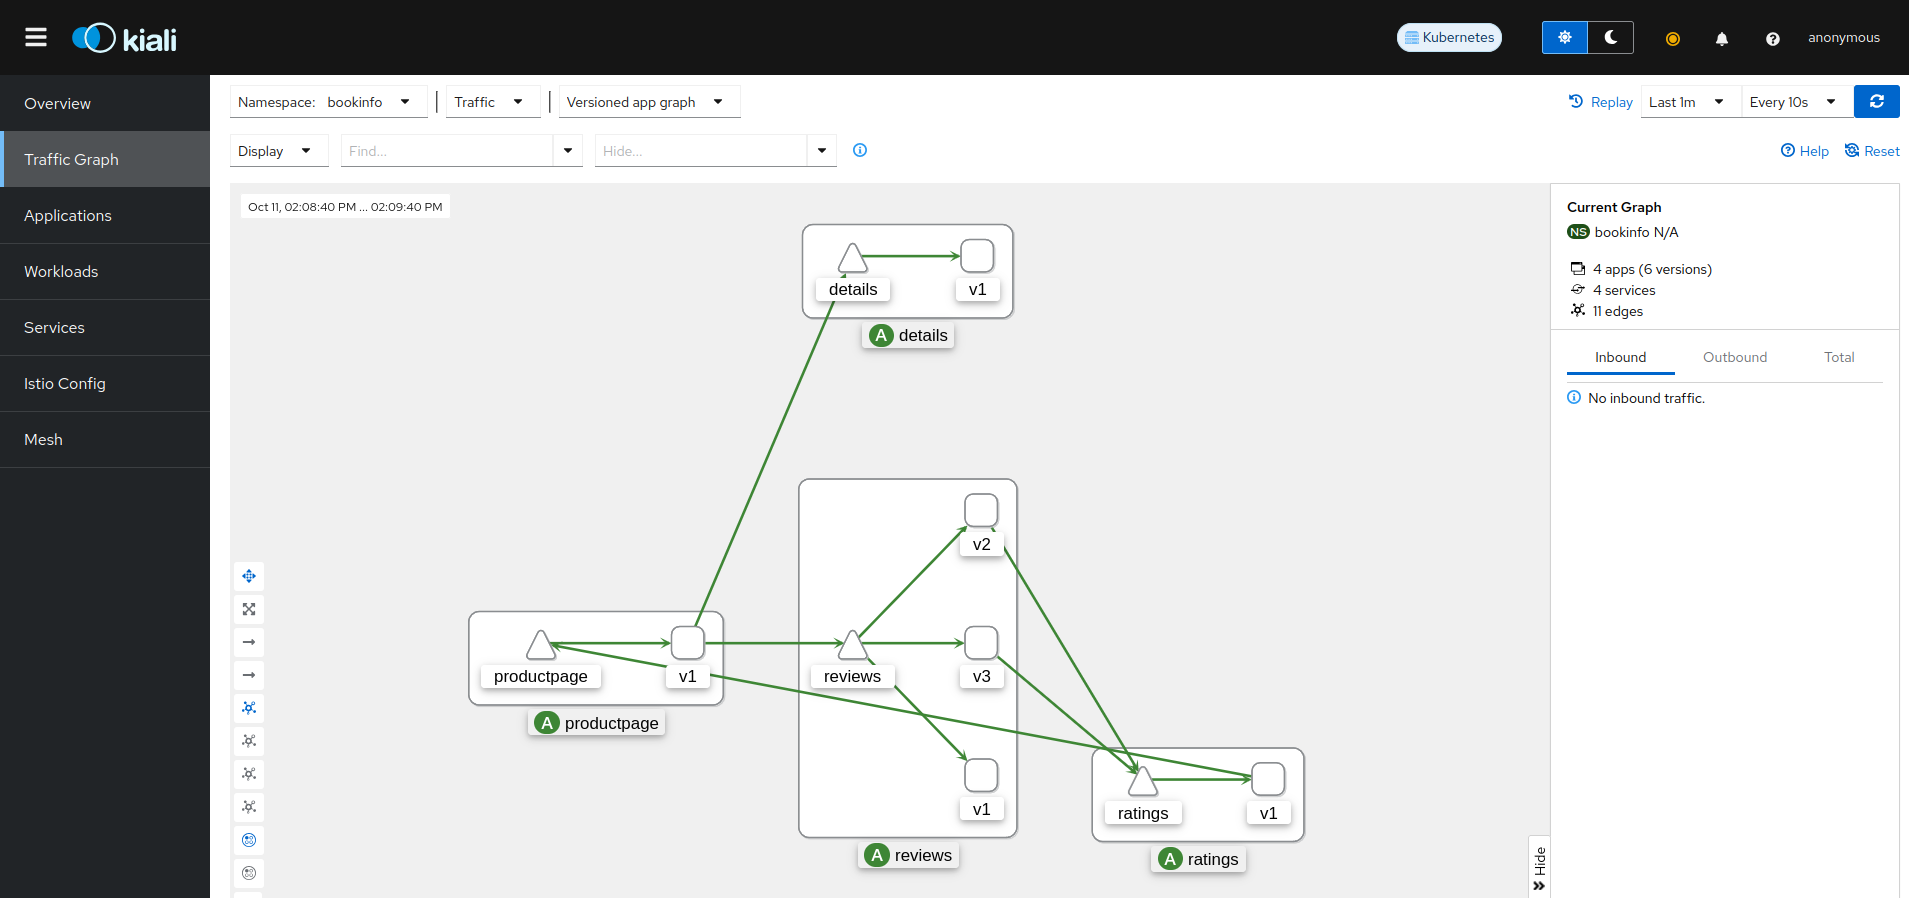 kiali
Kubernetes
anonymous
Overview
Traffic Graph
Applications
Workloads
Services
Istio Config
Mesh
Namespace: bookinfo
Traffic
Versioned app graph
Replay
Last 1m
Every 10s
Display
Find...
Hide...
Help
Reset
Oct 11, 02:08:40 PM ... 02:09:40 PM
details
v1
A details
v2
productpage
v1
reviews
v3
A productpage
v1
ratings
v1
A reviews
A ratings
Hide
Current Graph
NS bookinfo N/A
4 apps (6 versions)
4 services
11 edges
Inbound
Outbound
Total
No inbound traffic.